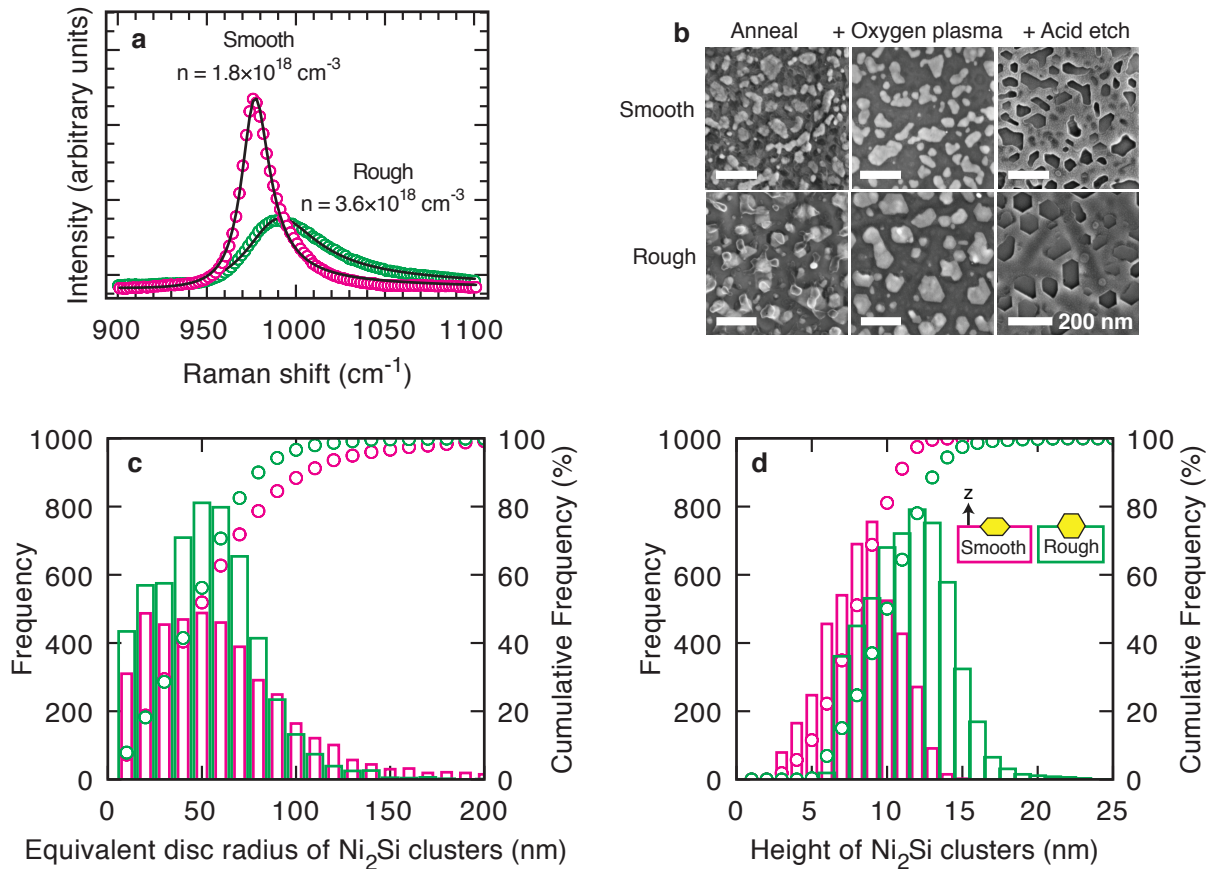 a
Smooth
n = 1.8×10¹⁸ cm⁻³
Rough
n = 3.6×10¹⁸ cm⁻³
Intensity (arbitrary units)
900 950 1000 1050 1100
Raman shift (cm⁻¹)
b
Anneal + Oxygen plasma + Acid etch
Smooth
Rough
200 nm
c
1000
800
600
400
200
0
Frequency
100
80
60
40
20
0
Cumulative Frequency (%)
0 50 100 150 200
Equivalent disc radius of Ni₂Si clusters (nm)
d
1000
800
600
400
200
0
Frequency
z
Smooth Rough
100
80
60
40
20
0
Cumulative Frequency (%)
0 5 10 15 20 25
Height of Ni₂Si clusters (nm)